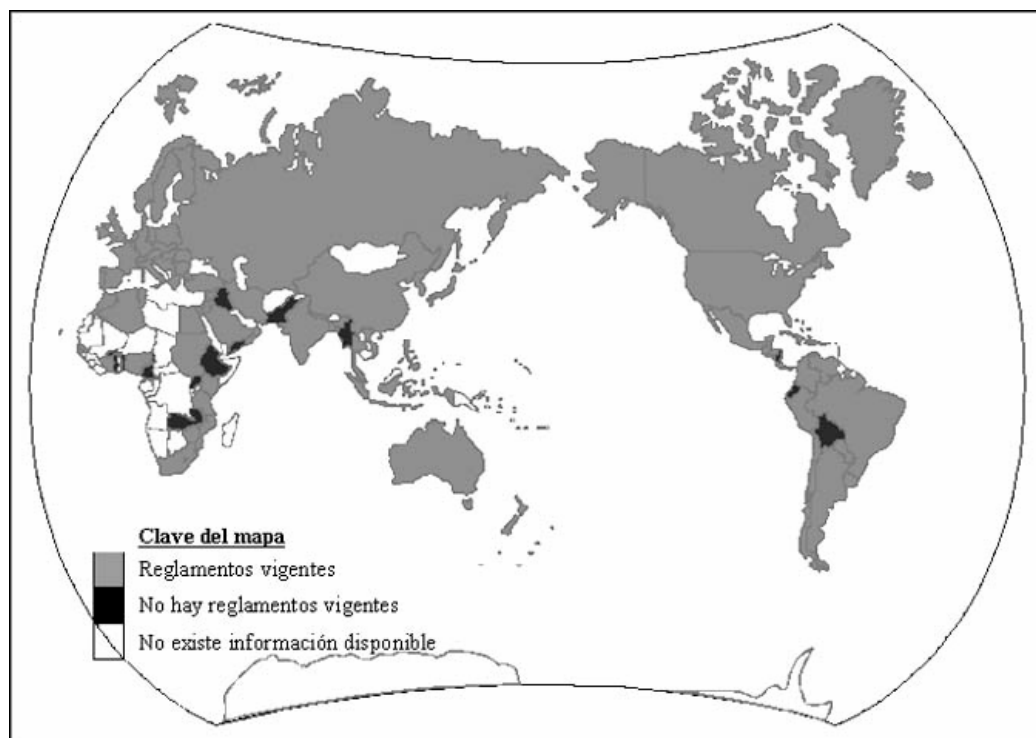 Clave del mapa
Reglamentos vigentes
No hay reglamentos vigentes
No existe información disponible